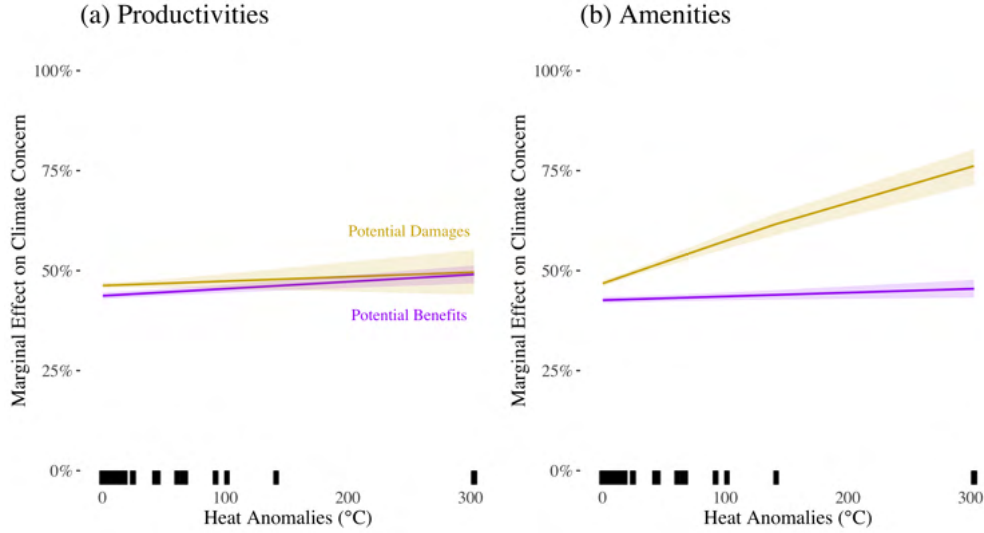 (a) Productivities
Marginal Effect on Climate Concern
100%
75%
50%
25%
0%
Potential Damages
Potential Benefits
0 100 200 300
Heat Anomalies (°C)
(b) Amenities
Marginal Effect on Climate Concern
100%
75%
50%
25%
0%
0 100 200 300
Heat Anomalies (°C)